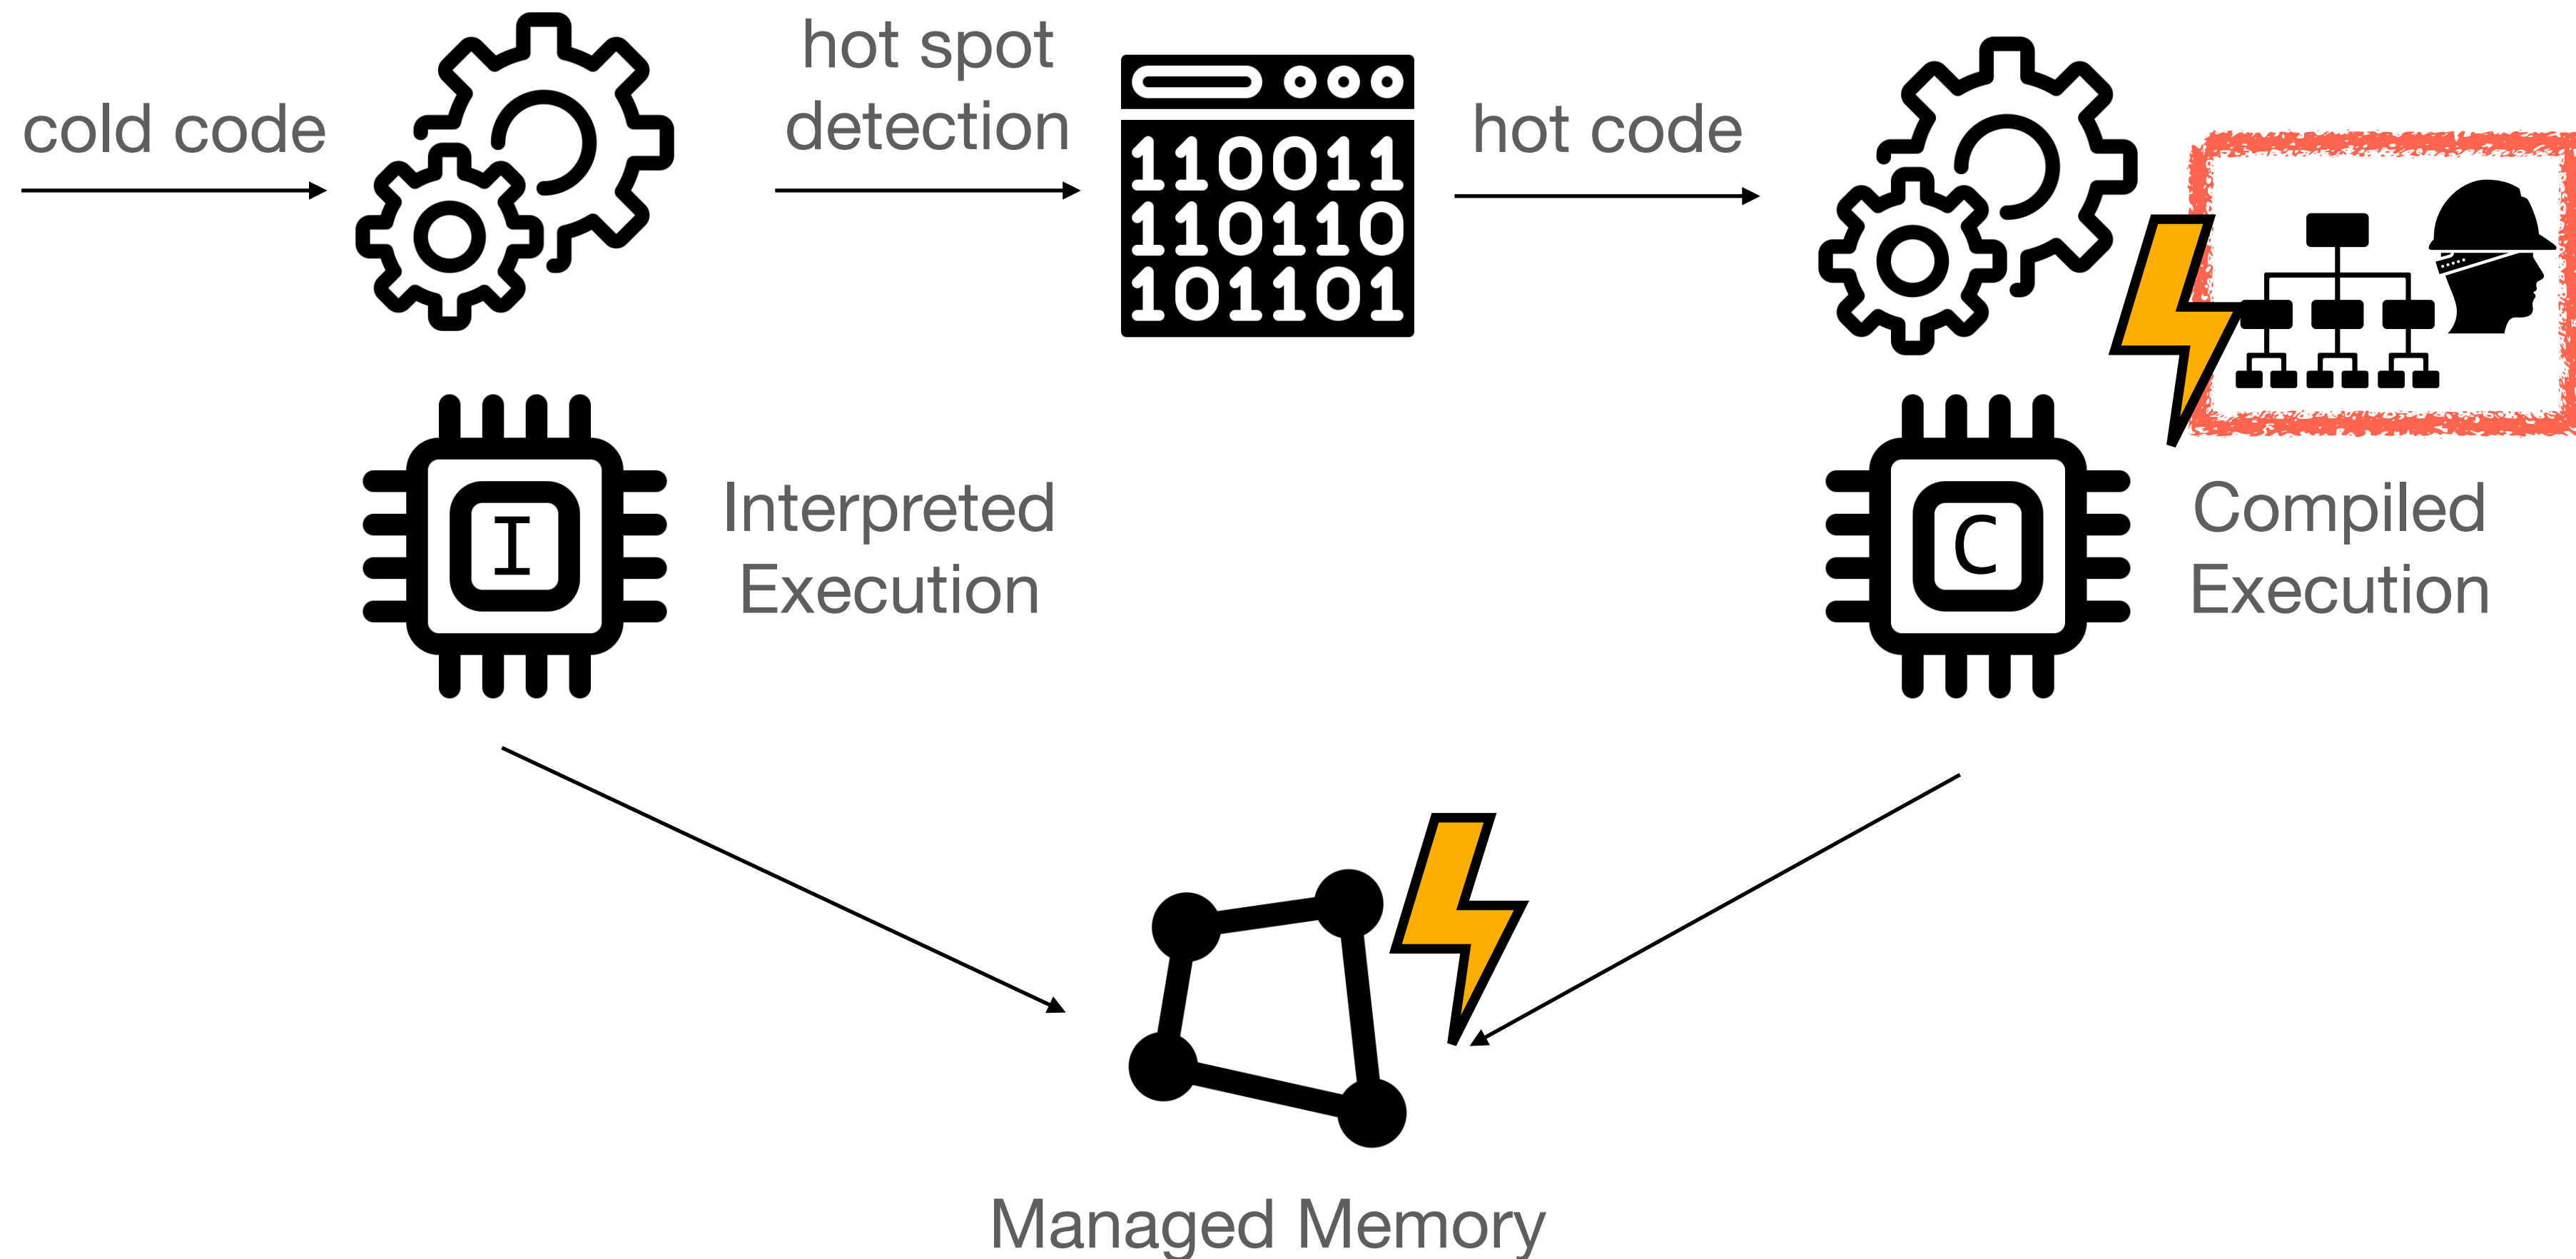 cold code
hot spot
detection
hot code
110011
110110
101101
I
Interpreted
Execution
C
Compiled
Execution
Managed Memory